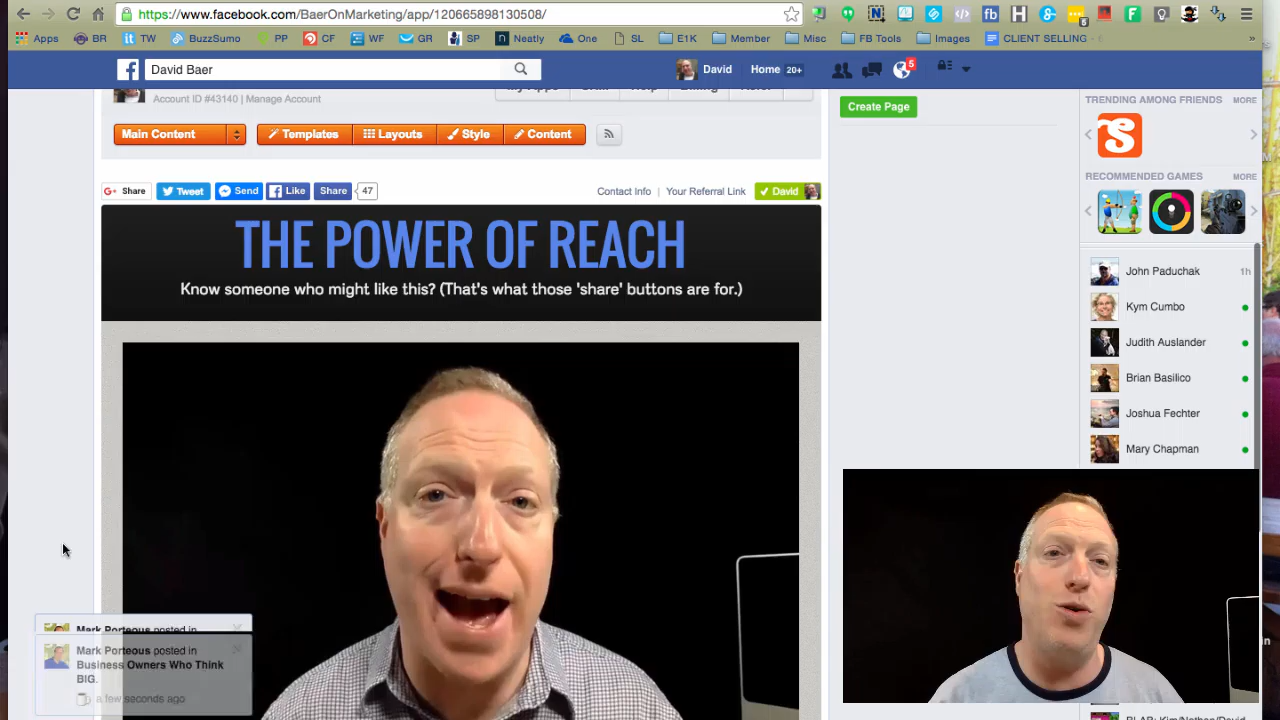 https://www.facebook.com/BaerOnMarketing/app/120665898130508/
5
Apps BR TW BuzzSumo PP CF WF GR SP Neatly One SL E1K Member Misc FB Tools Images CLIENT SELLING »
David Baer
David Home 20+
5
Account ID #43140 | Manage Account
Create Page
TRENDING AMONG FRIENDS MORE
Main Content Templates Layouts Style Content
RECOMMENDED GAMES MORE
Share Tweet Send Like Share 47
Contact Info | Your Referral Link David
THE POWER OF REACH
Know someone who might like this? (That's what those 'share' buttons are for.)
John Paduchak 1h
Kym Cumbo
Judith Auslander
Brian Basilico
Joshua Fechter
Mary Chapman
Mark Porteous posted in
Mark Porteous posted in
Business Owners Who Think
BIG.
a few seconds ago